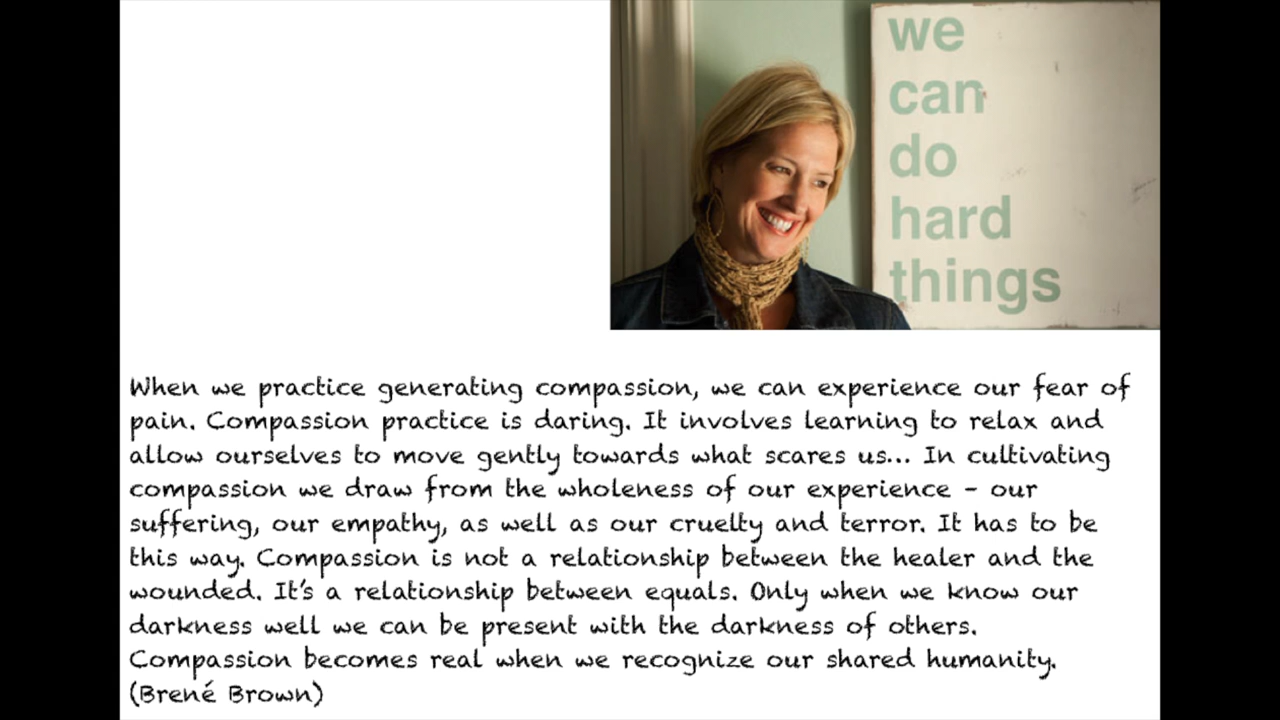 we
can
do
hard
things
When we practice generating compassion, we can experience our fear of
pain. Compassion practice is daring. It involves learning to relax and
allow ourselves to move gently towards what scares us... In cultivating
compassion we draw from the wholeness of our experience – our
suffering, our empathy, as well as our cruelty and terror. It has to be
this way. Compassion is not a relationship between the healer and the
wounded. It's a relationship between equals. Only when we know our
darkness well we can be present with the darkness of others.
Compassion becomes real when we recognize our shared humanity.
(Brené Brown)